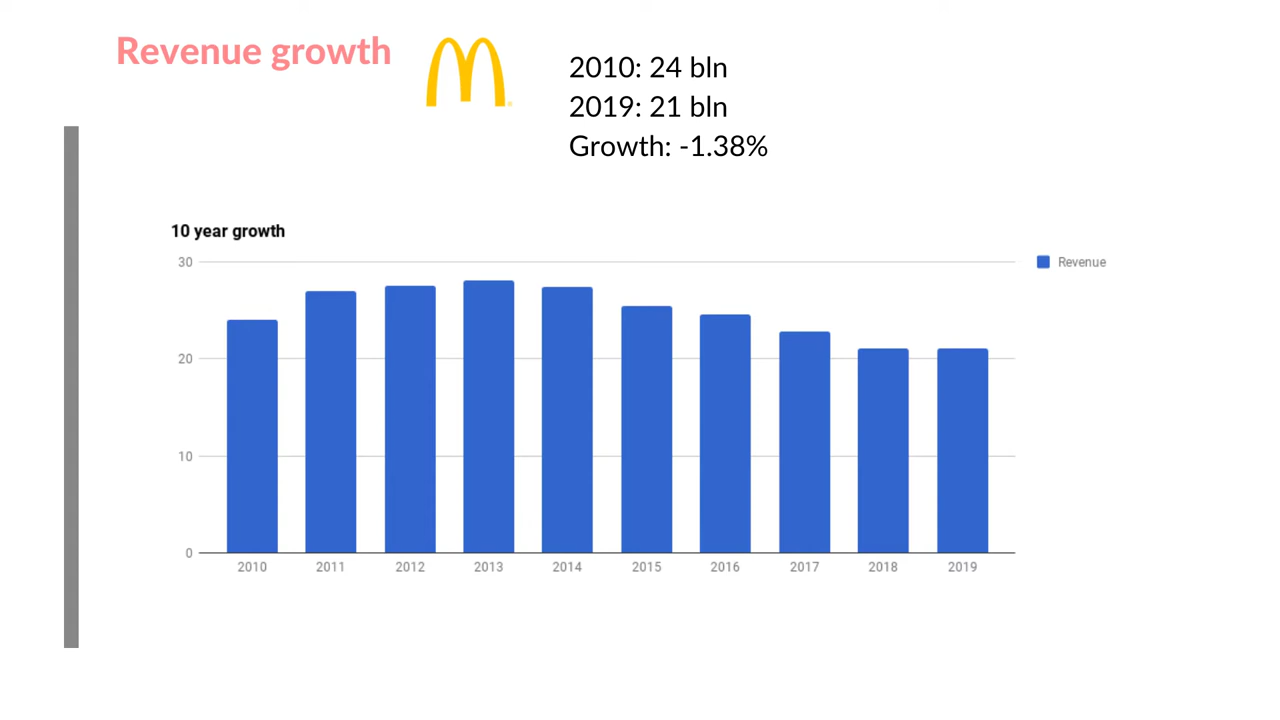 Revenue growth
2010: 24 bln
2019: 21 bln
Growth: -1.38%
10 year growth
30
20
10
0
Revenue
2010 2011 2012 2013 2014 2015 2016 2017 2018 2019